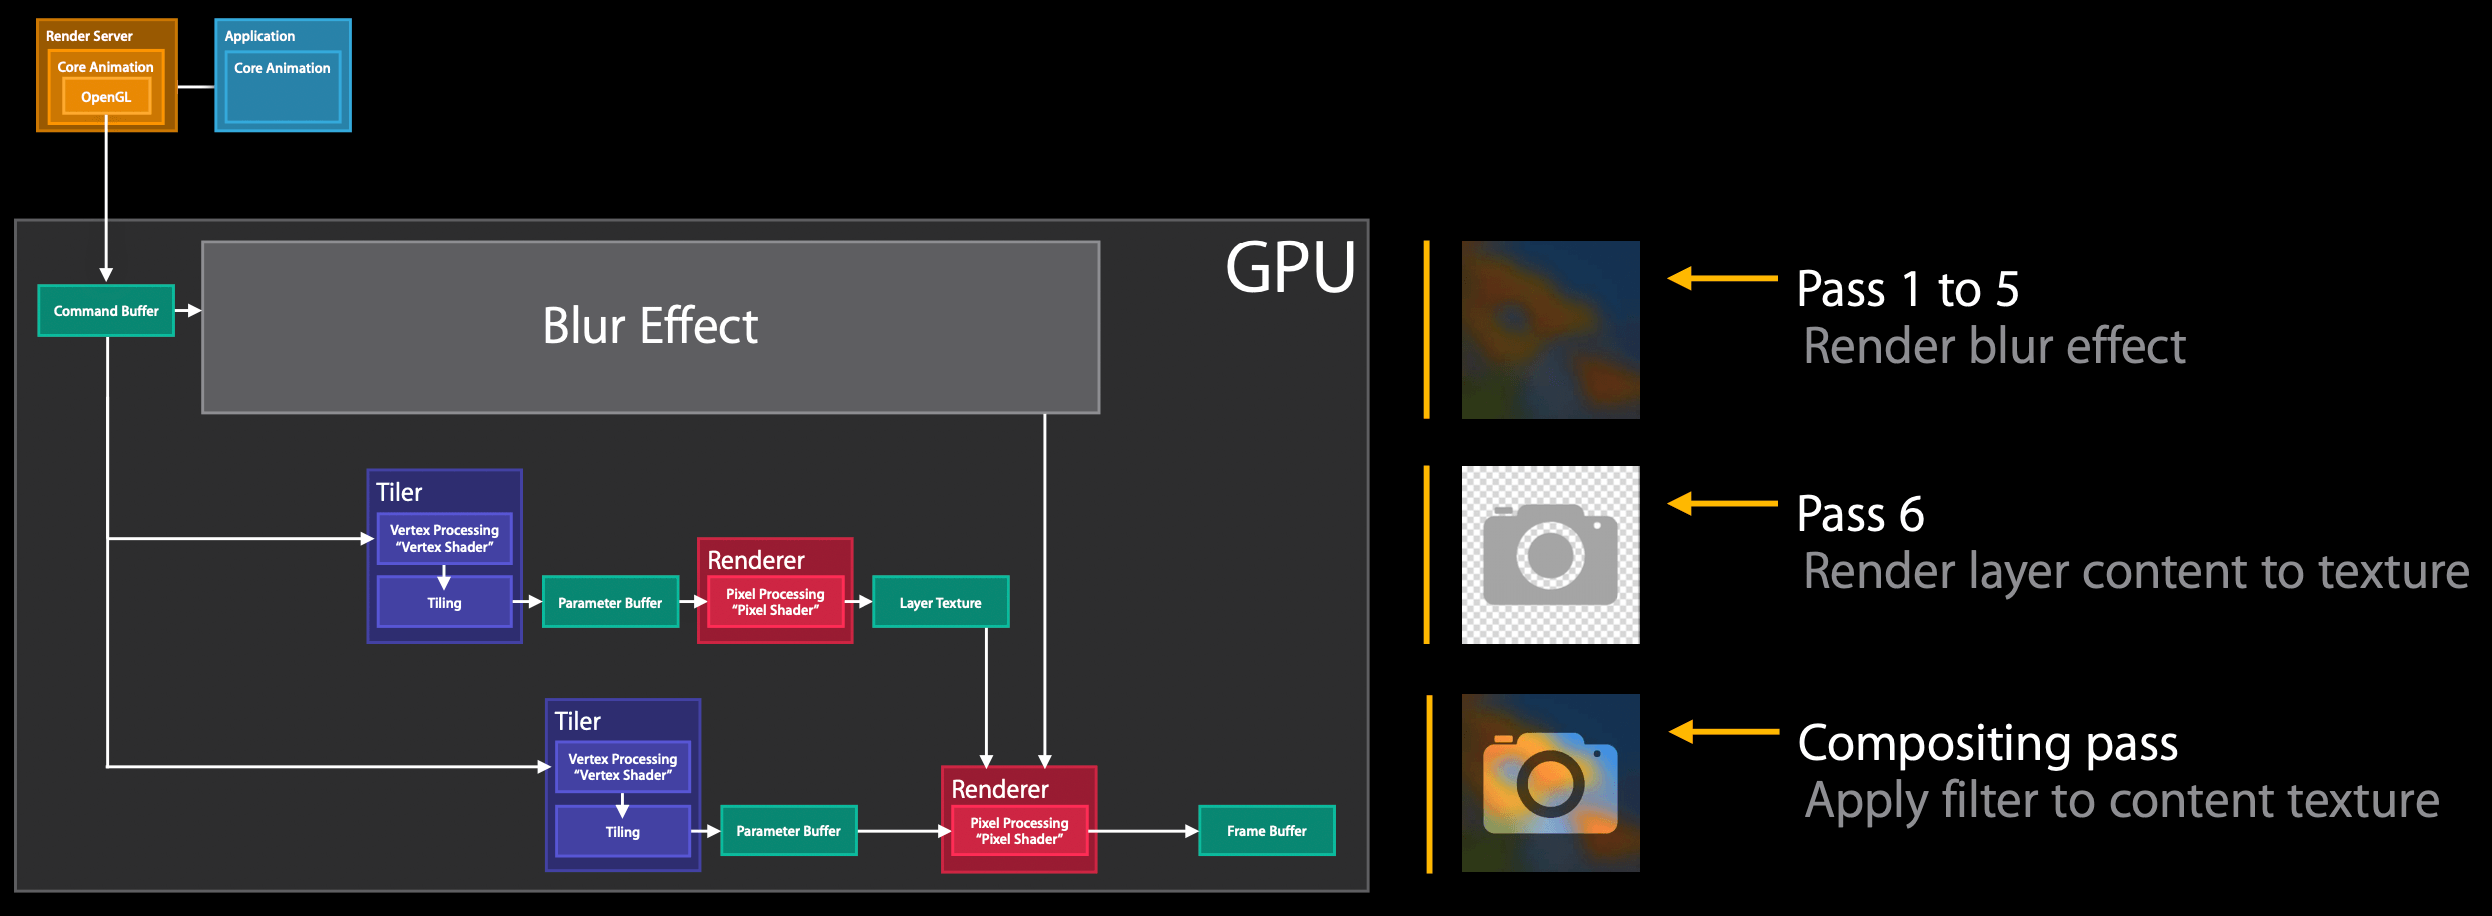 Render Server
Core Animation
OpenGL
Application
Core Animation
GPU
Command Buffer
Blur Effect
Tiler
Vertex Processing
“Vertex Shader”
Tiling
Parameter Buffer
Renderer
Pixel Processing
“Pixel Shader”
Layer Texture
Tiler
Vertex Processing
“Vertex Shader”
Tiling
Parameter Buffer
Renderer
Pixel Processing
“Pixel Shader”
Frame Buffer
Pass 1 to 5
Render blur effect
Pass 6
Render layer content to texture
Compositing pass
Apply filter to content texture